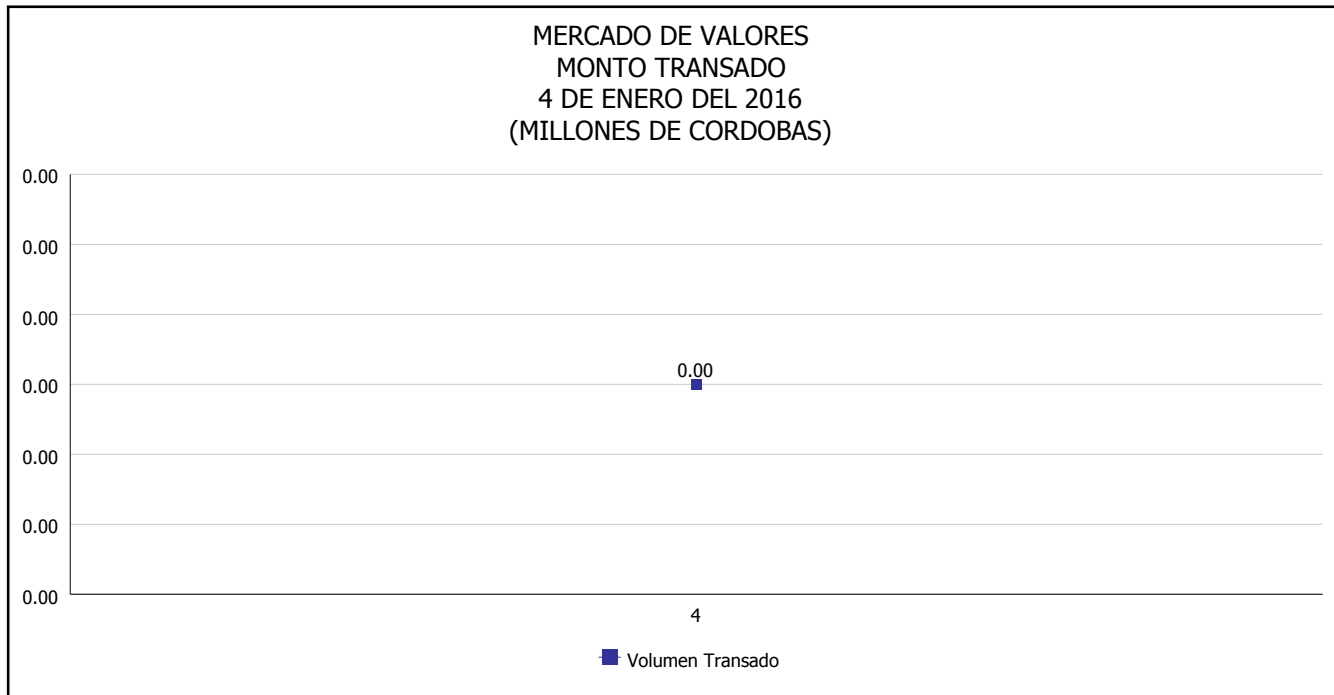 MERCADO DE VALORES
MONTO TRANSADO
4 DE ENERO DEL 2016
(MILLONES DE CORDOBAS)
0.00
0.00
0.00
0.00
0.00
0.00
0.00
0.00
4
Volumen Transado